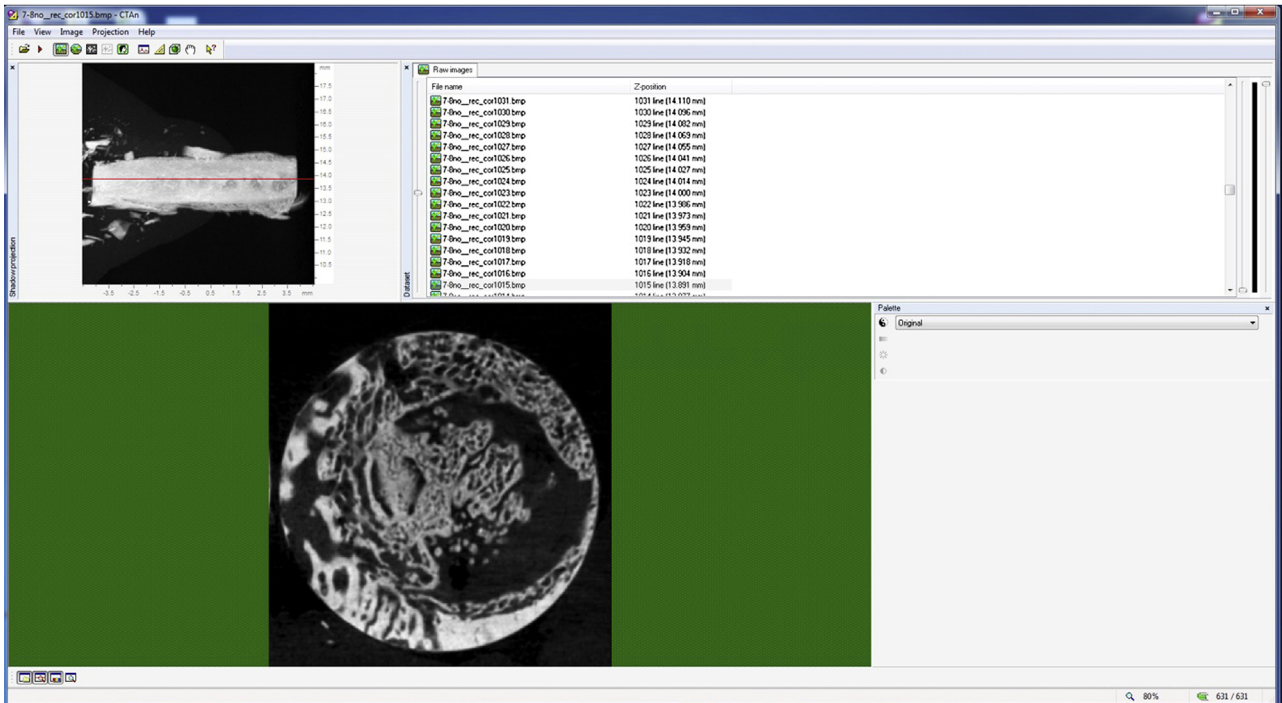 7-8no__rec_cor1015.bmp - CTAn
File View Image Projection Help
Raw images
File name Z-position
7-8no__rec_cor1031.bmp 1031 line (14.110 mm)
7-8no__rec_cor1030.bmp 1030 line (14.096 mm)
7-8no__rec_cor1029.bmp 1029 line (14.082 mm)
7-8no__rec_cor1028.bmp 1028 line (14.069 mm)
7-8no__rec_cor1027.bmp 1027 line (14.055 mm)
7-8no__rec_cor1026.bmp 1026 line (14.041 mm)
7-8no__rec_cor1025.bmp 1025 line (14.027 mm)
7-8no__rec_cor1024.bmp 1024 line (14.014 mm)
7-8no__rec_cor1023.bmp 1023 line (14.000 mm)
7-8no__rec_cor1022.bmp 1022 line (13.986 mm)
7-8no__rec_cor1021.bmp 1021 line (13.973 mm)
7-8no__rec_cor1020.bmp 1020 line (13.959 mm)
7-8no__rec_cor1019.bmp 1019 line (13.945 mm)
7-8no__rec_cor1018.bmp 1018 line (13.932 mm)
7-8no__rec_cor1017.bmp 1017 line (13.918 mm)
7-8no__rec_cor1016.bmp 1016 line (13.904 mm)
7-8no__rec_cor1015.bmp 1015 line (13.891 mm)
mm
17.5
17.0
16.5
16.0
15.5
15.0
14.5
14.0
13.5
13.0
12.5
12.0
11.5
11.0
10.5
-3.5 -2.5 -1.5 -0.5 0.5 1.5 2.5 3.5 mm
Shadow projection
Dataset
Palette
Original
80% 631 / 631